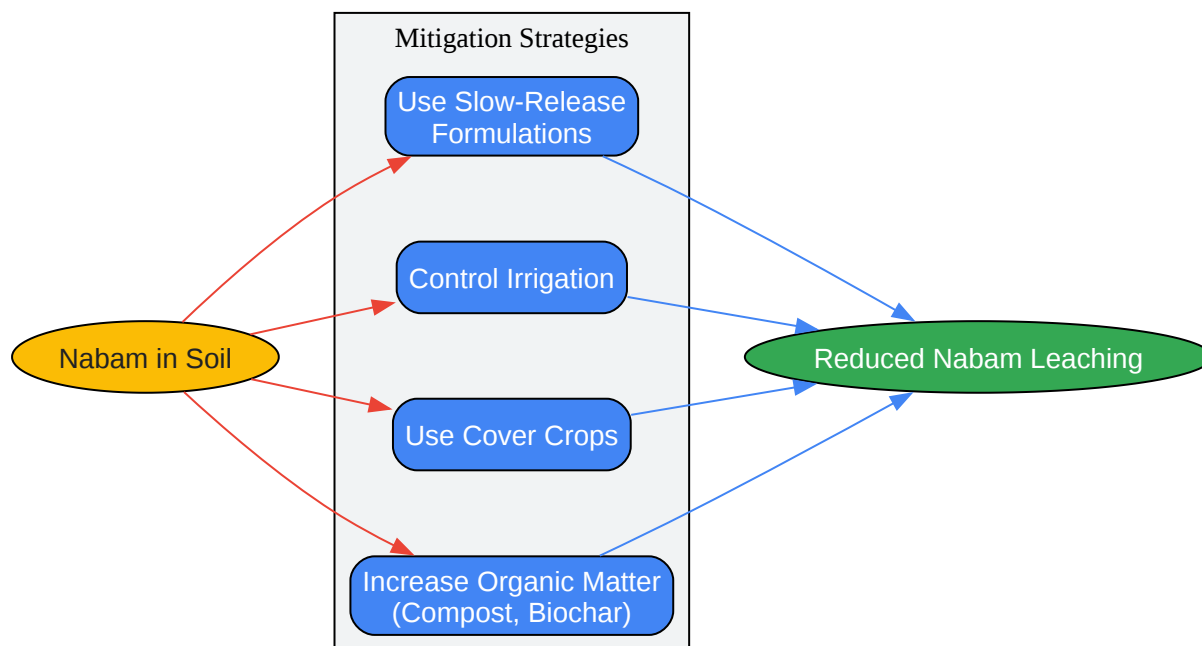 Mitigation Strategies
Use Slow-Release
Formulations
Control Irrigation
Nabam in Soil
Reduced Nabam Leaching
Use Cover Crops
Increase Organic Matter
(Compost, Biochar)